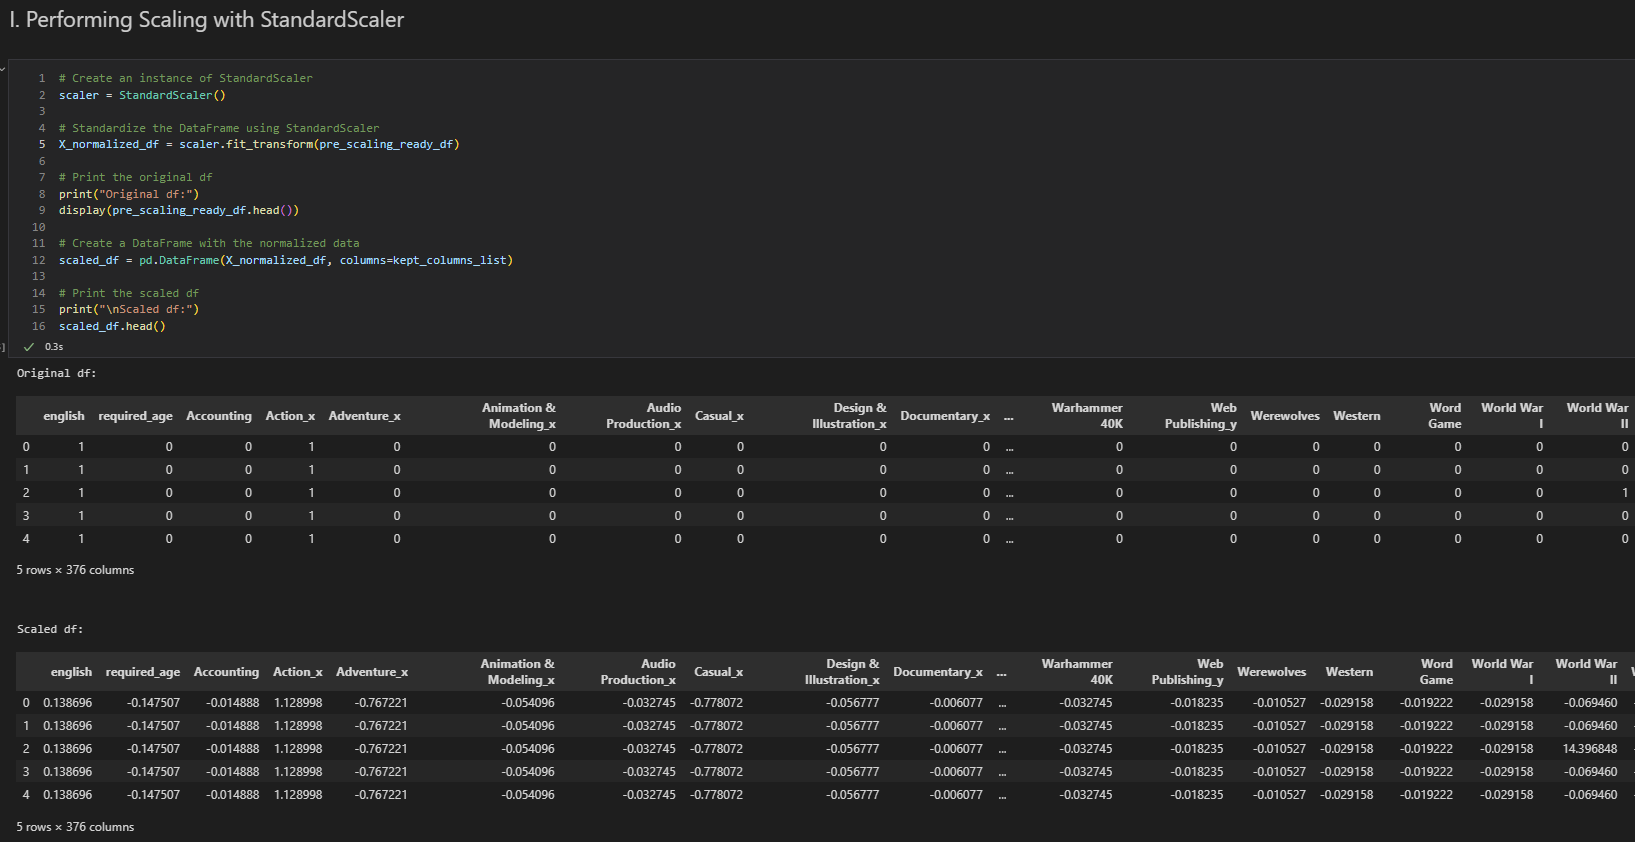 I. Performing Scaling with StandardScaler
1 # Create an instance of StandardScaler
2 scaler = StandardScaler()
3
4 # Standardize the DataFrame using StandardScaler
5 X_normalized_df = scaler.fit_transform(pre_scaling_ready_df)
6
7 # Print the original df
8 print("Original df:")
9 display(pre_scaling_ready_df.head())
10
11 # Create a DataFrame with the normalized data
12 scaled_df = pd.DataFrame(X_normalized_df, columns=kept_columns_list)
13
14 # Print the scaled df
15 print("\nScaled df:")
16 scaled_df.head()
0.3s
Original df:
english required_age Accounting Action_x Adventure_x Animation & Modeling_x Audio Production_x Casual_x Design & Illustration_x Documentary_x ... Warhammer 40K Web Publishing_y Werewolves Western Word Game World War I World War II
0 1 0 0 1 0 0 0 0 0 0 ... 0 0 0 0 0 0 0
1 1 0 0 1 0 0 0 0 0 0 ... 0 0 0 0 0 0 0
2 1 0 0 1 0 0 0 0 0 0 ... 0 0 0 0 0 0 1
3 1 0 0 1 0 0 0 0 0 0 ... 0 0 0 0 0 0 0
4 1 0 0 1 0 0 0 0 0 0 ... 0 0 0 0 0 0 0
5 rows × 376 columns
Scaled df:
english required_age Accounting Action_x Adventure_x Animation & Modeling_x Audio Production_x Casual_x Design & Illustration_x Documentary_x ... Warhammer 40K Web Publishing_y Werewolves Western Word Game World War I World War II
0 0.138696 -0.147507 -0.014888 1.128998 -0.767221 -0.054096 -0.032745 -0.778072 -0.056777 -0.006077 ... -0.032745 -0.018235 -0.010527 -0.029158 -0.019222 -0.029158 -0.069460
1 0.138696 -0.147507 -0.014888 1.128998 -0.767221 -0.054096 -0.032745 -0.778072 -0.056777 -0.006077 ... -0.032745 -0.018235 -0.010527 -0.029158 -0.019222 -0.029158 -0.069460
2 0.138696 -0.147507 -0.014888 1.128998 -0.767221 -0.054096 -0.032745 -0.778072 -0.056777 -0.006077 ... -0.032745 -0.018235 -0.010527 -0.029158 -0.019222 -0.029158 14.396848
3 0.138696 -0.147507 -0.014888 1.128998 -0.767221 -0.054096 -0.032745 -0.778072 -0.056777 -0.006077 ... -0.032745 -0.018235 -0.010527 -0.029158 -0.019222 -0.029158 -0.069460
4 0.138696 -0.147507 -0.014888 1.128998 -0.767221 -0.054096 -0.032745 -0.778072 -0.056777 -0.006077 ... -0.032745 -0.018235 -0.010527 -0.029158 -0.019222 -0.029158 -0.069460
5 rows × 376 columns